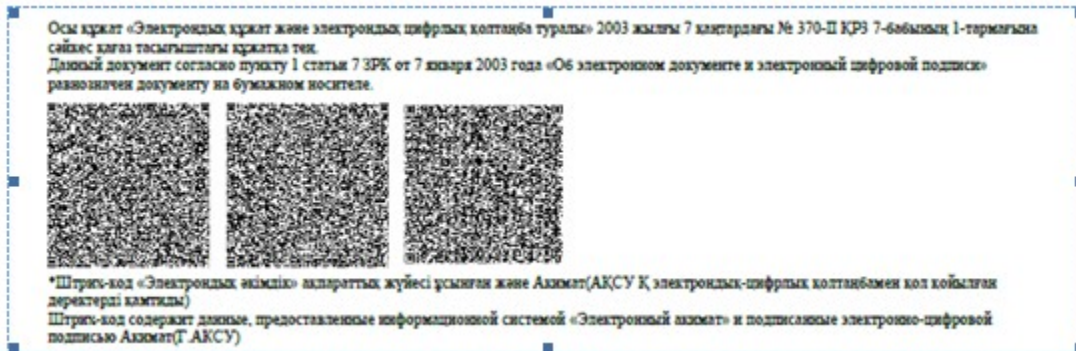 Осы құжат «Электрондық құжат және электрондық цифрлық қолтаңба туралы» 2003 жылғы 7 қаңтардағы № 370-II ҚРЗ 7-бабының 1-тармағына
сәйкес қағаз тасығыштағы құжатқа тең.
Данный документ согласно пункту 1 статьи 7 ЗРК от 7 января 2003 года «Об электронном документе и электронный цифровой подписи»
равнозначен документу на бумажном носителе.
*Штрих-код «Электрондық әкімдік» ақпараттық жүйесі ұсынған және Акимат(АҚСУ Қ электрондық-цифрлық қолтанбамен қол қойылған
деректерді қамтиды)
Штрих-код содержит данные, предоставленные информационной системой «Электронный акимат» и подписанные электронно-цифровой
подписью Акимат(Г.АКСУ)